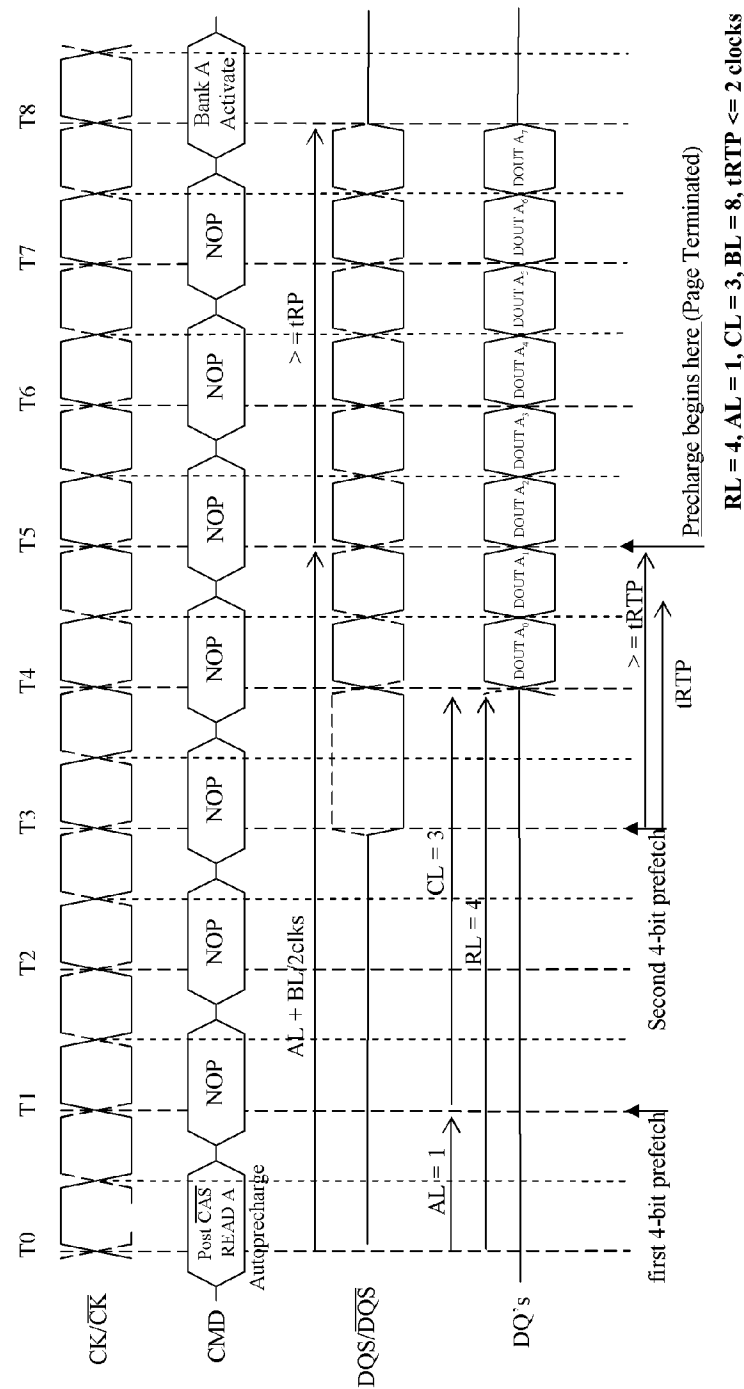 T0 T1 T2 T3 T4 T5 T6 T7 T8
CK/C̅K̅
CMD
Post C̅A̅S̅
READ A
NOP NOP NOP NOP NOP NOP NOP
Bank A
Activate
Autoprecharge
AL + BL/2clks
> = tRP
DQS/D̅Q̅S̅
AL = 1
CL = 3
RL = 4
DQ's
DOUT A₀ DOUT A₁ DOUT A₂ DOUT A₃ DOUT A₄ DOUT A₅ DOUT A₆ DOUT A₇
first 4-bit prefetch
Second 4-bit prefetch
> = tRTP
tRTP
Precharge begins here (Page Terminated)
RL = 4, AL = 1, CL = 3, BL = 8, tRTP <= 2 clocks